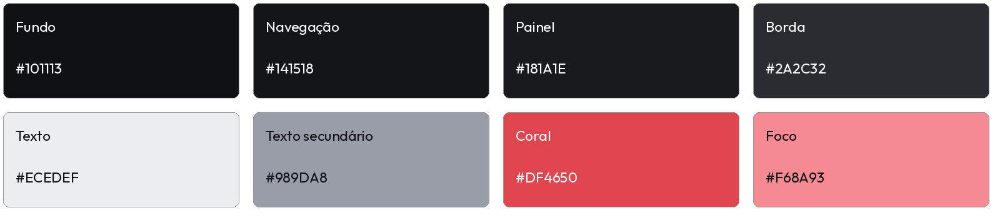 Fundo
#101113
Navegação
#141518
Painel
#181A1E
Borda
#2A2C32
Texto
#ECEDEF
Texto secundário
#989DA8
Coral
#DF4650
Foco
#F68A93